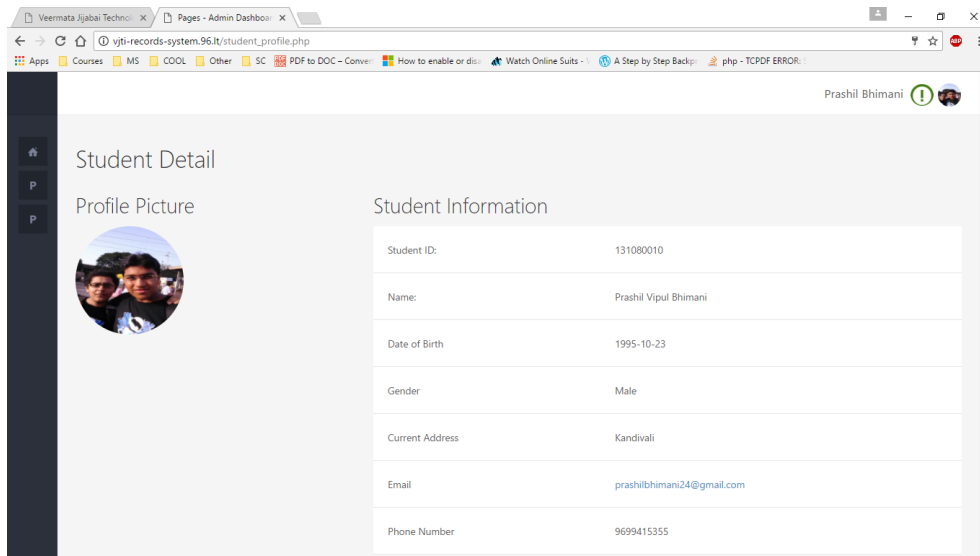 Veermata Jijabai Technol
Pages - Admin Dashboar
vjti-records-system.96.lt/student_profile.php
ABP
Apps Courses MS COOL Other SC PDF to DOC – Conver How to enable or disa Watch Online Suits - A Step by Step Backp php - TCPDF ERROR:
Prashil Bhimani
Student Detail
P
P
Profile Picture
Student Information
Student ID: 131080010
Name: Prashil Vipul Bhimani
Date of Birth 1995-10-23
Gender Male
Current Address Kandivali
Email prashilbhimani24@gmail.com
Phone Number 9699415355